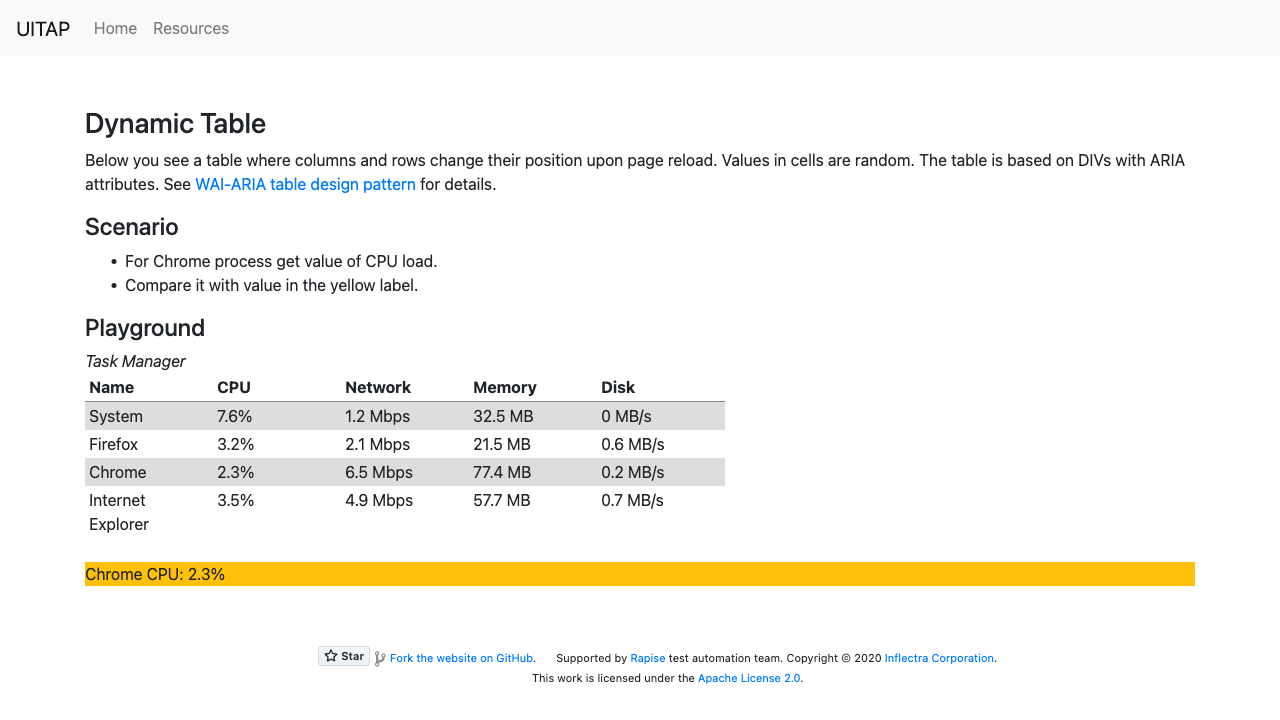 UITAP Home Resources
Dynamic Table
Below you see a table where columns and rows change their position upon page reload. Values in cells are random. The table is based on DIVs with ARIA
attributes. See WAI-ARIA table design pattern for details.
Scenario
• For Chrome process get value of CPU load.
• Compare it with value in the yellow label.
Playground
Task Manager
Name CPU Network Memory Disk
System 7.6% 1.2 Mbps 32.5 MB 0 MB/s
Firefox 3.2% 2.1 Mbps 21.5 MB 0.6 MB/s
Chrome 2.3% 6.5 Mbps 77.4 MB 0.2 MB/s
Internet 3.5% 4.9 Mbps 57.7 MB 0.7 MB/s
Explorer
Chrome CPU: 2.3%
Star Fork the website on GitHub. Supported by Rapise test automation team. Copyright © 2020 Inflectra Corporation.
This work is licensed under the Apache License 2.0.